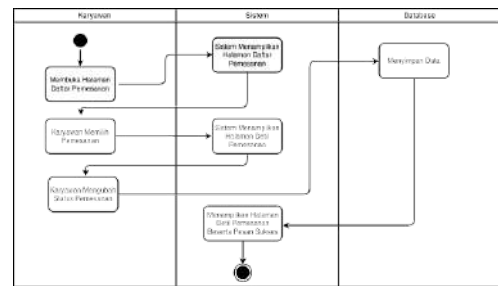 Karyawan
Sistem
Database
Sistem Menampilkan
Halaman Daftar
Pemesanan
Membuka Halaman
Daftar Pemesanan
Menyimpan Data
Karyawan Memilih
Pemesanan
Sistem Menampilkan
Halaman Detil
Pemesanan
Karyawan Mengubah
Status Pemesanan
Menampilkan Halaman
Detil Pemesanan
Beserta Pesan Sukses